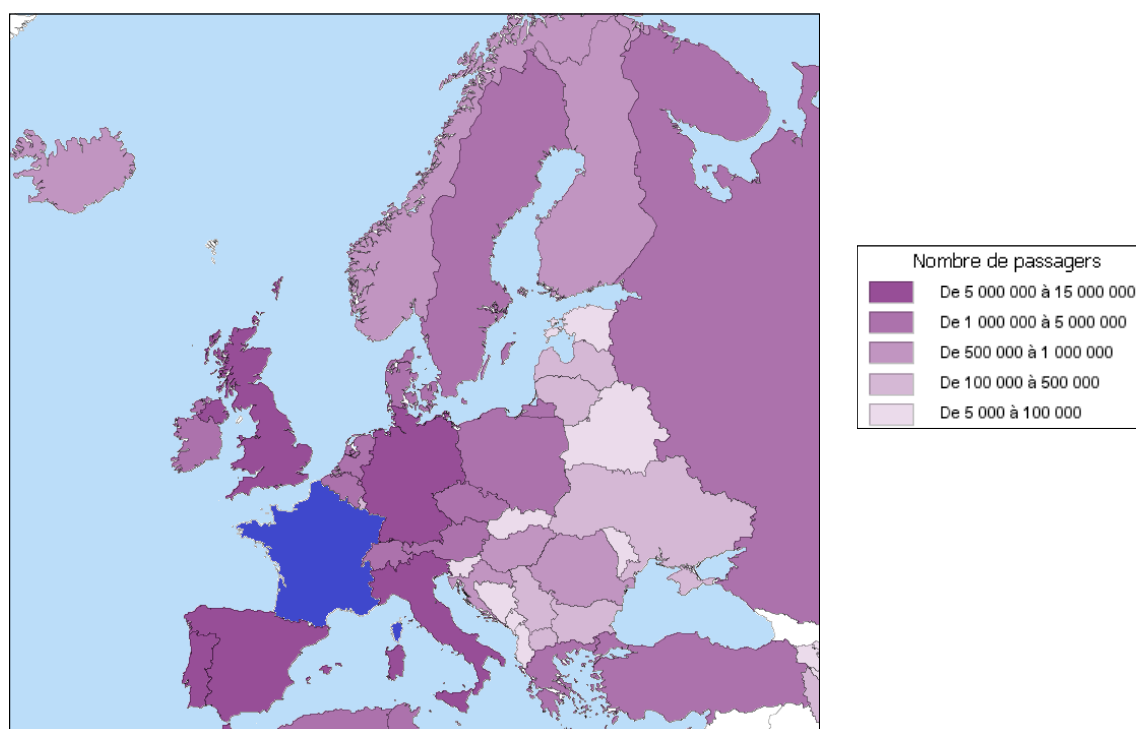 Nombre de passagers
De 5 000 000 à 15 000 000
De 1 000 000 à 5 000 000
De 500 000 à 1 000 000
De 100 000 à 500 000
De 5 000 à 100 000